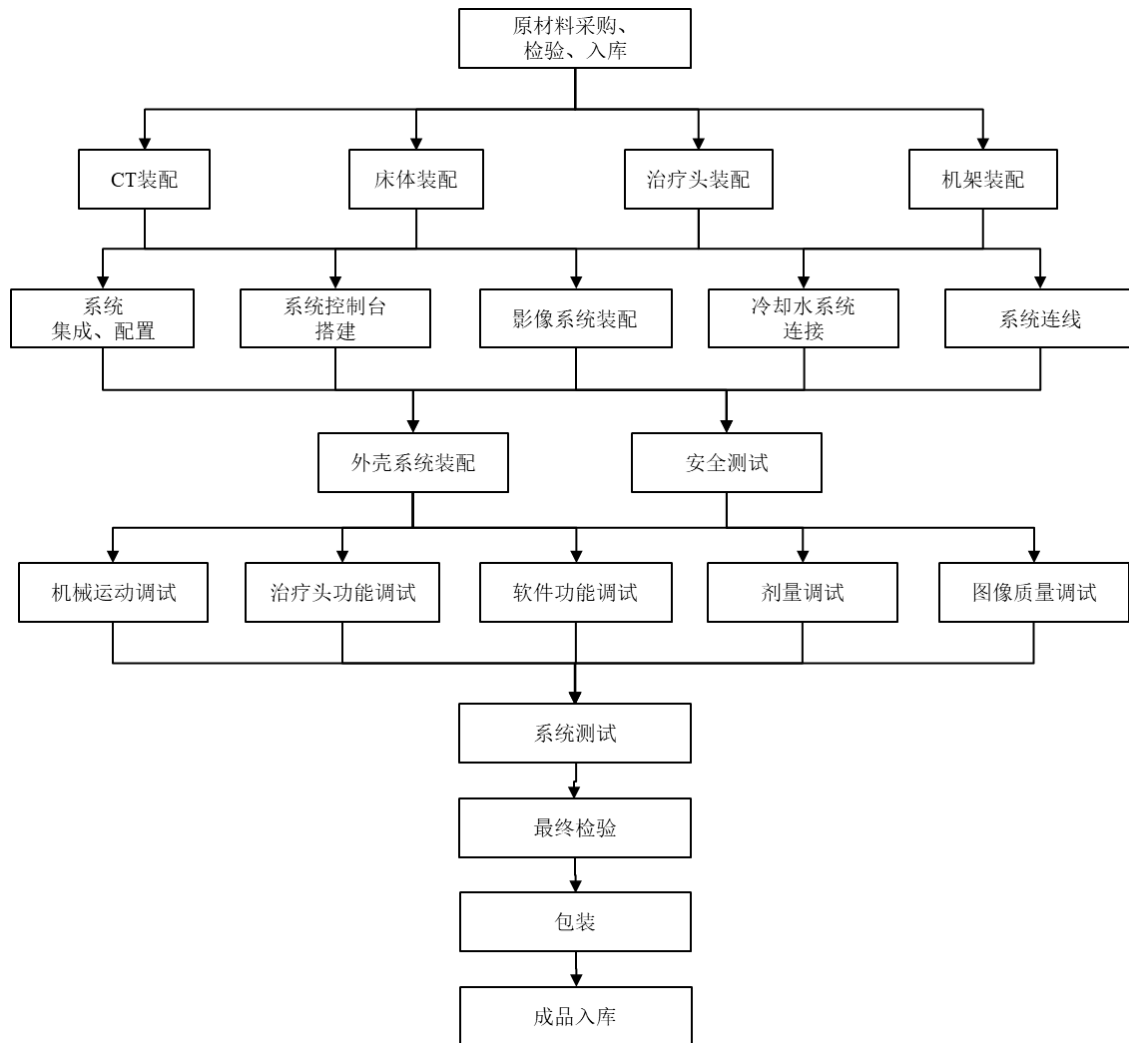 原材料采购、
检验、入库
CT装配
床体装配
治疗头装配
机架装配
系统
集成、配置
系统控制台
搭建
影像系统装配
冷却水系统
连接
系统连线
外壳系统装配
安全测试
机械运动调试
治疗头功能调试
软件功能调试
剂量调试
图像质量调试
系统测试
最终检验
包装
成品入库